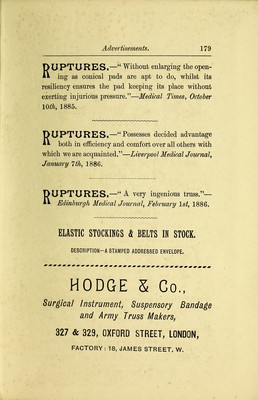 Advertisements. 179
RUPTURES.—“Without enlarging the open-
ing as conical pads are apt to do, whilst its
resiliency ensures the pad keeping its place without
exerting injurious pressure.”—Medical Times, October
10th, 1885.
RUPTURES.—“Possesses decided advantage
both in efficiency and comfort over all others with
which we are acquainted.”—Liverpool Medical Journal,
January 7th, 1886.
RUPTURES.—“A very ingenious truss.”—
Edinburgh Medical Journal, February 1st, 1886.
ELASTIC STOCKINGS & BELTS IN STOCK.
DESCRIPTION—A STAMPED ADDRESSED ENVELOPE.
HODGE & Co.,
Surgical Instrument, Suspensory Bandage
and Army Truss Makers,
327 & 329, OXFORD STREET, LONDON,
FACTORY: 18, JAMES STREET, W.